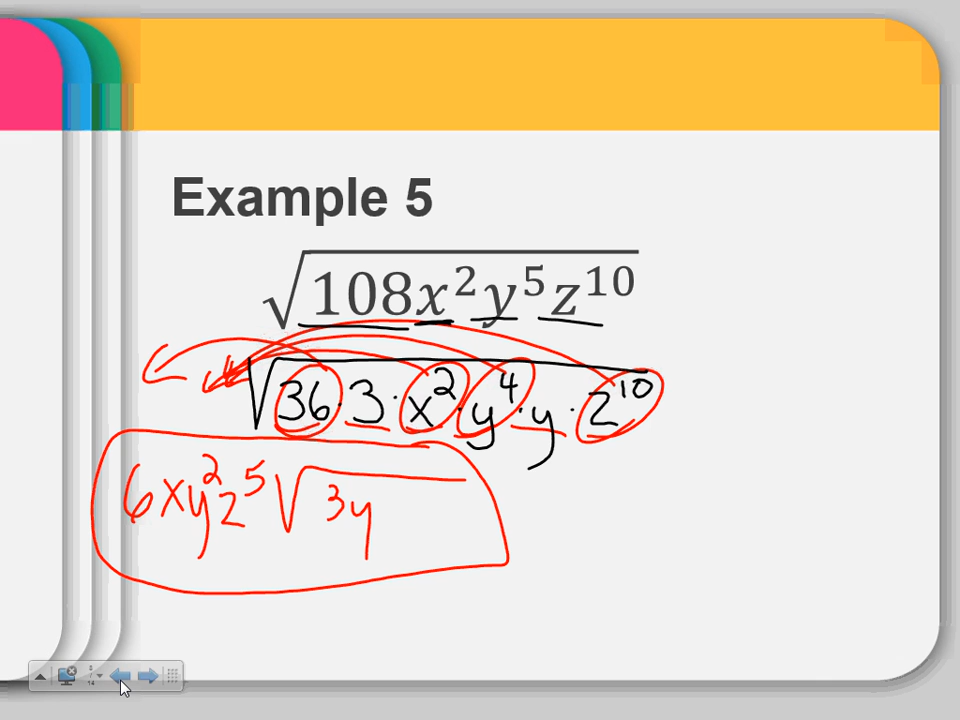 Example 5
√108x²y⁵z¹⁰
√36·3·x²·y⁴·y·z¹⁰
6xy²z⁵√3y